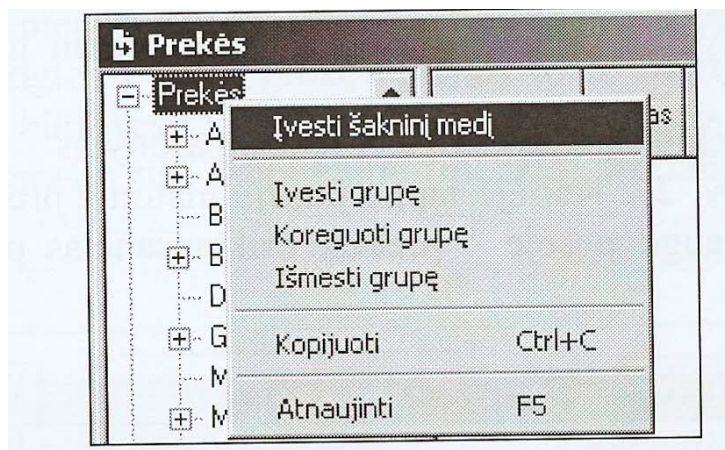 Prekės
Prekės
A
Įvesti šakninį medį
A
Įvesti grupę
B
Koreguoti grupę
B
Išmesti grupę
D
G
Kopijuoti Ctrl+C
M
Atnaujinti F5
M